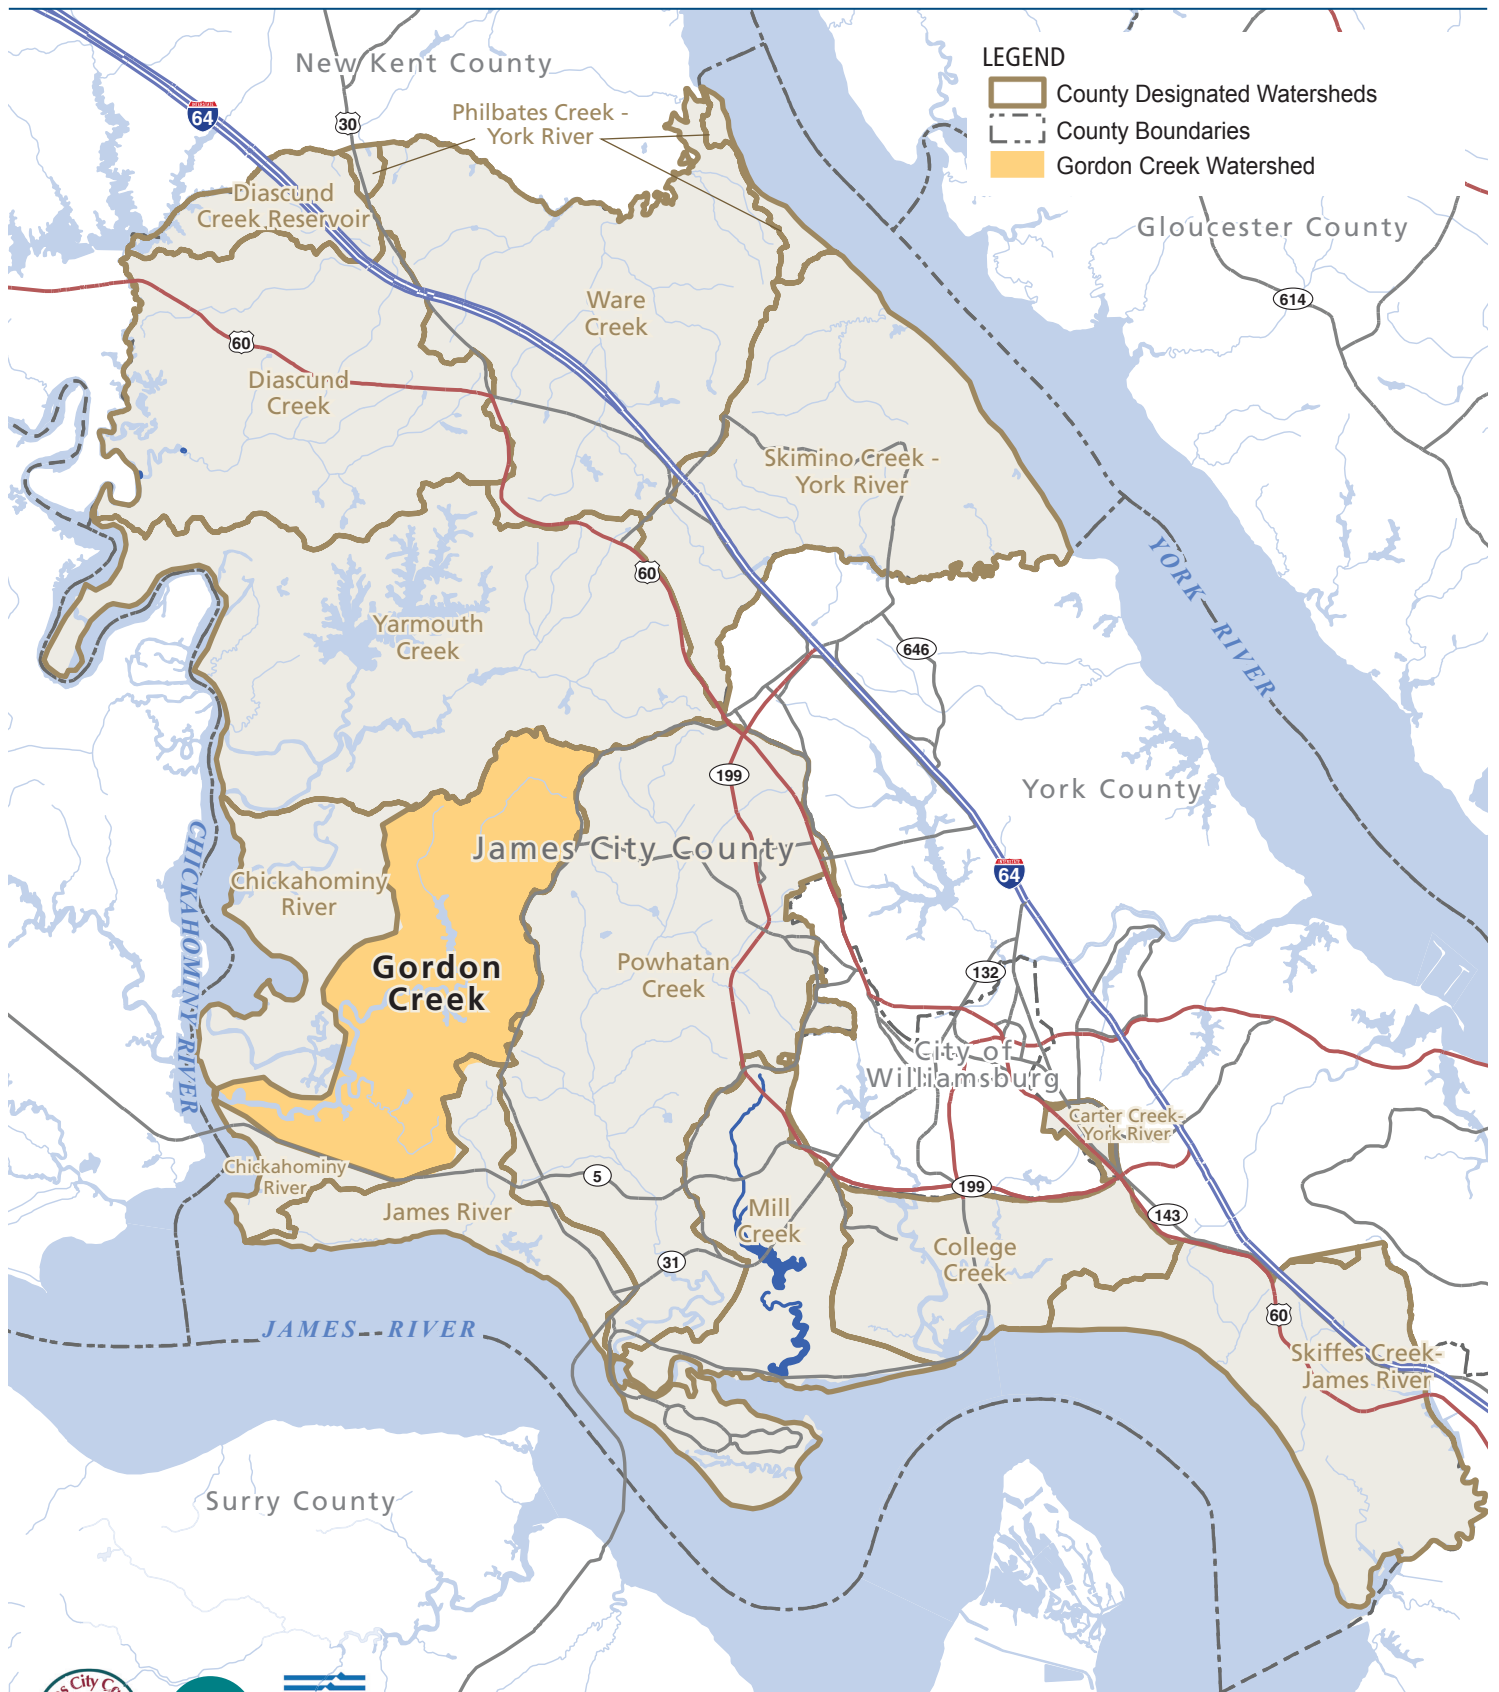 New Kent County
LEGEND
County Designated Watersheds
County Boundaries
Gordon Creek Watershed
64
30
Philbates Creek -
York River
Diascund
Creek Reservoir
Gloucester County
614
Ware
Creek
60
Diascund
Creek
Skimino Creek -
York River
YORK RIVER
60
Yarmouth
Creek
646
199
York County
James City County
CHICKAHOMINY RIVER
Chickahominy
River
64
Gordon
Creek
Powhatan
Creek
132
City of
Williamsburg
Carter Creek-
York River
Chickahominy
River
5
199
James River
Mill
Creek
143
31
College
Creek
60
JAMES RIVER
Skiffes Creek-
James River
Surry County